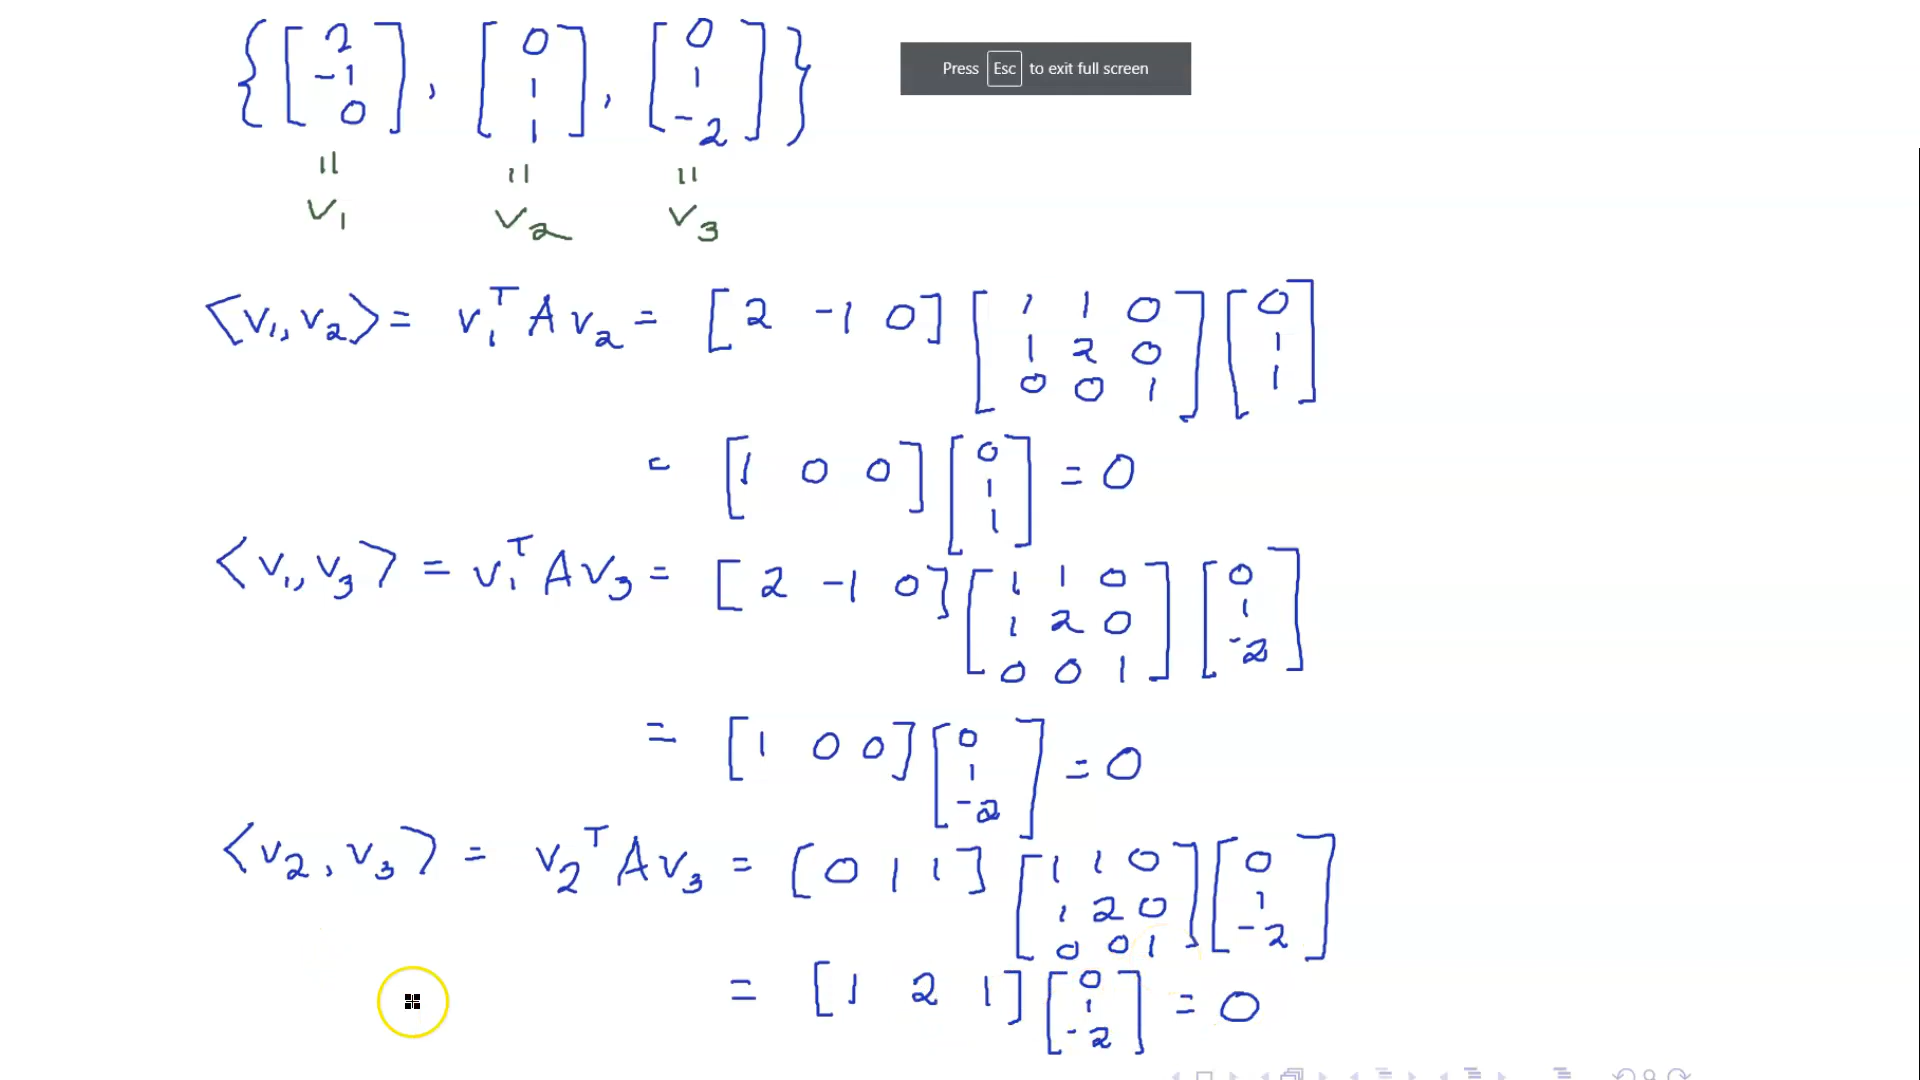 {[2 -1 0], [0 1 1], [0 1 -2]}
Press Esc to exit full screen
= = =
v1 v2 v3
⟨v1, v2⟩ = v1^T A v2 = [2 -1 0] [1 1 0; 1 2 0; 0 0 1] [0; 1; 1]
= [1 0 0] [0; 1; 1] = 0
⟨v1, v3⟩ = v1^T A v3 = [2 -1 0] [1 1 0; 1 2 0; 0 0 1] [0; 1; -2]
= [1 0 0] [0; 1; -2] = 0
⟨v2, v3⟩ = v2^T A v3 = [0 1 1] [1 1 0; 1 2 0; 0 0 1] [0; 1; -2]
= [1 2 1] [0; 1; -2] = 0